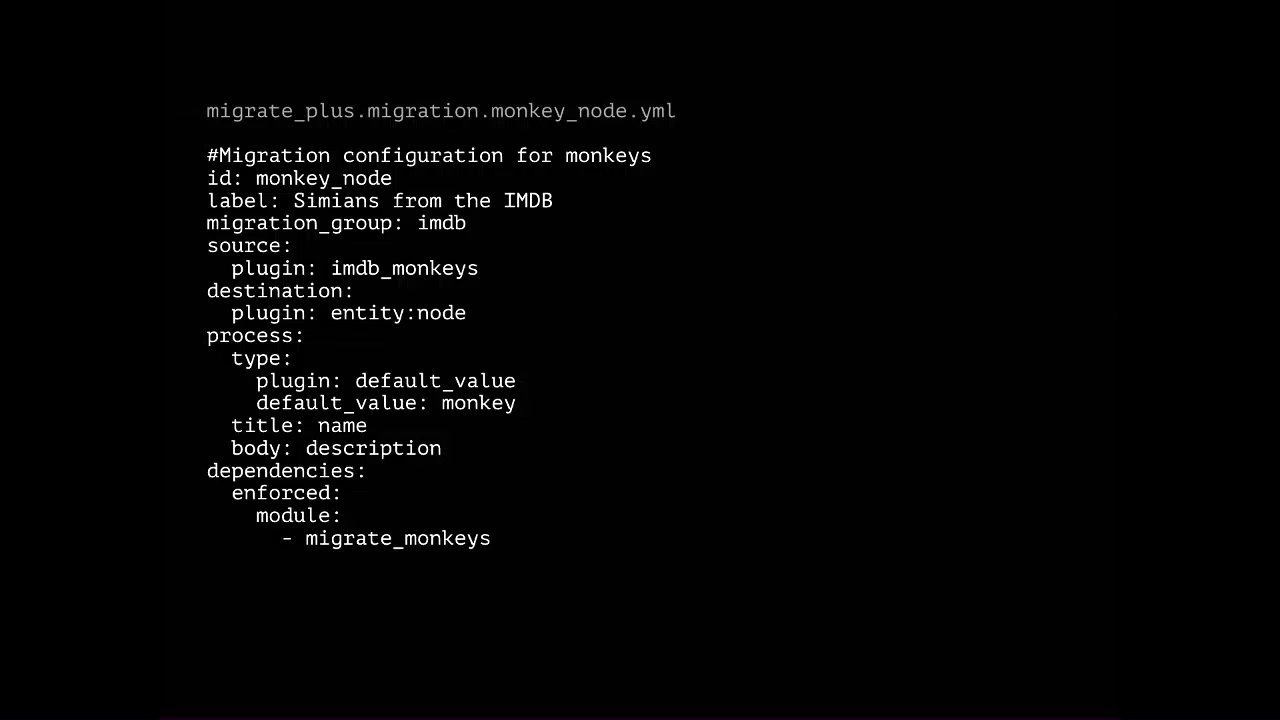 migrate_plus.migration.monkey_node.yml
#Migration configuration for monkeys
id: monkey_node
label: Simians from the IMDB
migration_group: imdb
source:
  plugin: imdb_monkeys
destination:
  plugin: entity:node
process:
  type:
    plugin: default_value
    default_value: monkey
  title: name
  body: description
dependencies:
  enforced:
    module:
      - migrate_monkeys